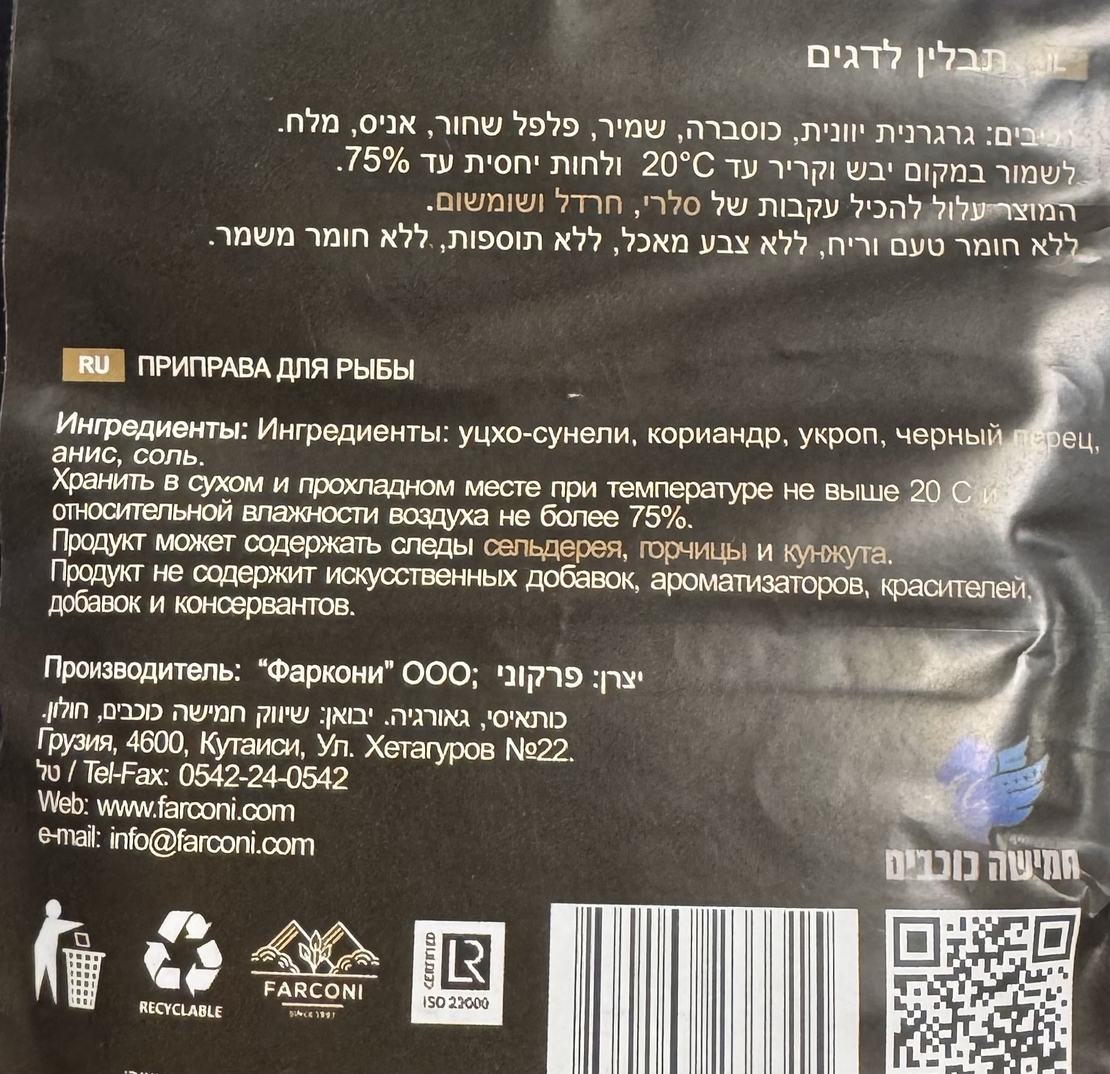 תבלין לדגים
גרגרנית יוונית, כוסברה, שמיר, פלפל שחור, אניס, מלח.
לשמור במקום יבש וקריר עד 20°C ולחות יחסית עד 75%.
המוצר עלול להכיל עקבות של סלרי, חרדל ושומשום.
ללא חומר טעם וריח, ללא צבע מאכל, ללא תוספות, ללא חומר משמר.
RU ПРИПРАВА ДЛЯ РЫБЫ
Ингредиенты: Ингредиенты: уцхо-сунели, кориандр, укроп, черный перец,
анис, соль.
Хранить в сухом и прохладном месте при температуре не выше 20 С и
относительной влажности воздуха не более 75%.
Продукт может содержать следы сельдерея, горчицы и кунжута.
Продукт не содержит искусственных добавок, ароматизаторов, красителей,
добавок и консервантов.
Производитель: “Фаркони” ООО; יצרן: פרקוני
כותאיסי, גאורגיה. יבואן: שיווק חמישה כוכבים, חולון.
Грузия, 4600, Кутаиси, Ул. Хетагуров №22.
טל / Tel-Fax: 0542-24-0542
Web: www.farconi.com
e-mail: info@farconi.com
חמישה כוכבים
RECYCLABLE
FARCONI
SINCE 1991
CERTIFIED
LR
ISO 22000